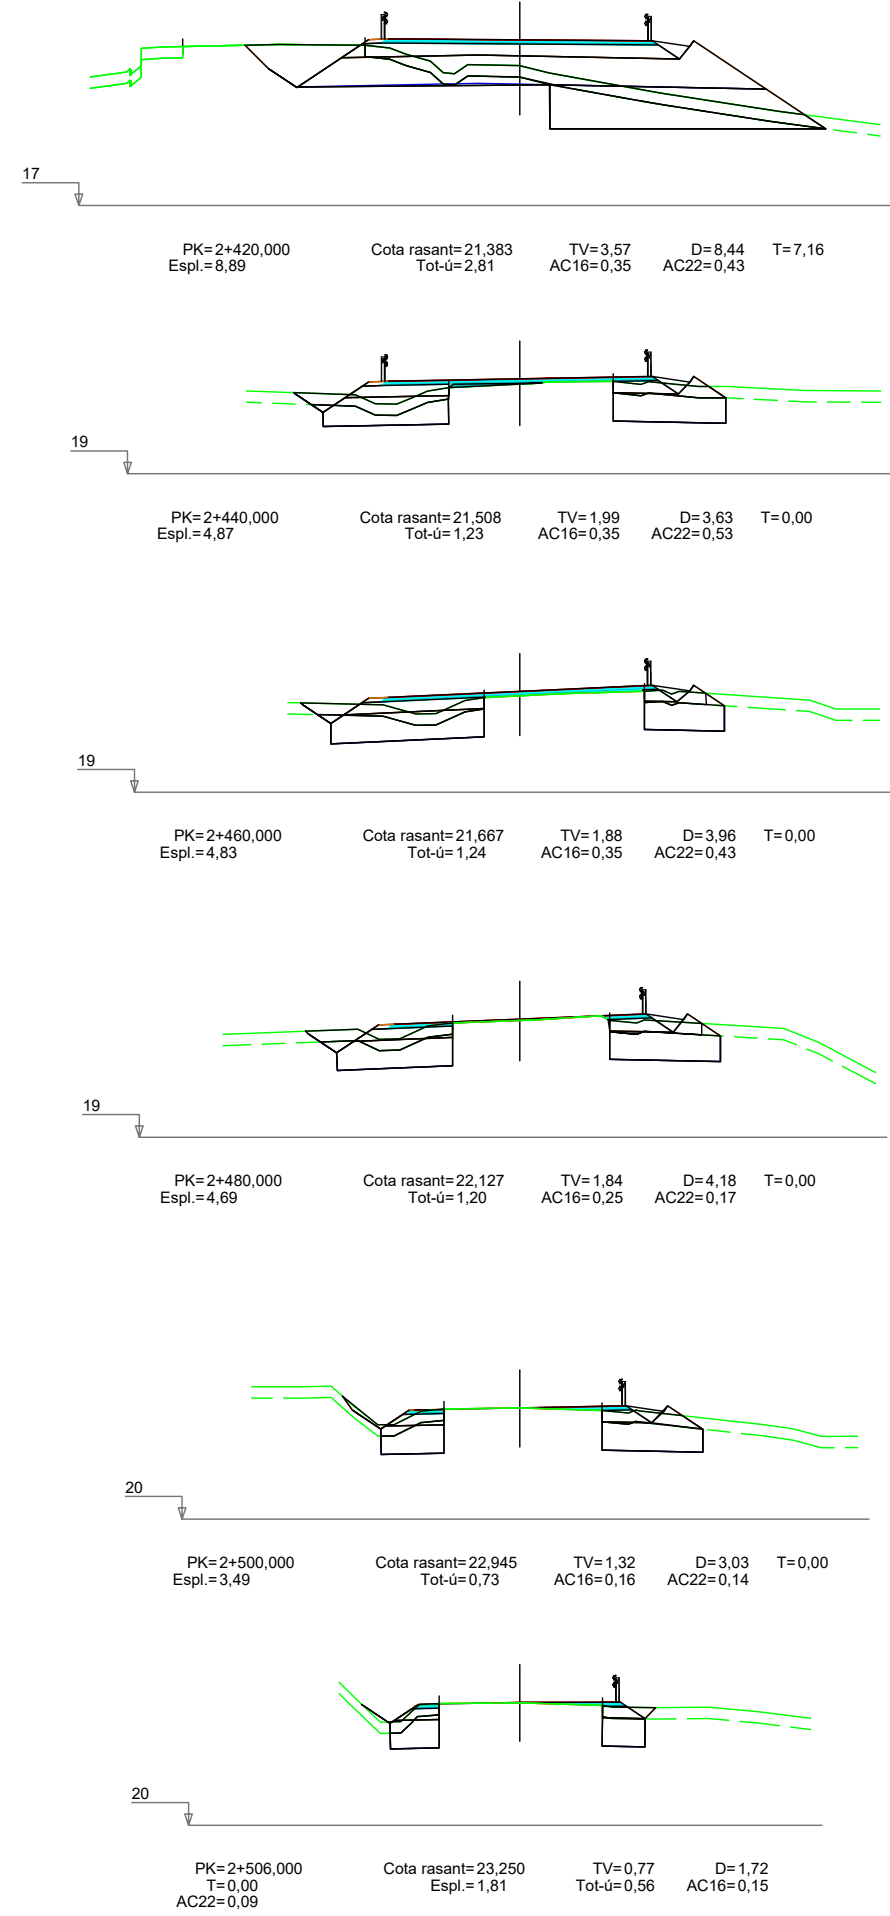 17
PK=2+420,000 Cota rasant=21,383 TV=3,57 D=8,44 T=7,16
Espl.=8,89 Tot-ú=2,81 AC16=0,35 AC22=0,43
19
PK=2+440,000 Cota rasant=21,508 TV=1,99 D=3,63 T=0,00
Espl.=4,87 Tot-ú=1,23 AC16=0,35 AC22=0,53
19
PK=2+460,000 Cota rasant=21,667 TV=1,88 D=3,96 T=0,00
Espl.=4,83 Tot-ú=1,24 AC16=0,35 AC22=0,43
19
PK=2+480,000 Cota rasant=22,127 TV=1,84 D=4,18 T=0,00
Espl.=4,69 Tot-ú=1,20 AC16=0,25 AC22=0,17
20
PK=2+500,000 Cota rasant=22,945 TV=1,32 D=3,03 T=0,00
Espl.=3,49 Tot-ú=0,73 AC16=0,16 AC22=0,14
20
PK=2+506,000 Cota rasant=23,250 TV=0,77 D=1,72
T=0,00 Espl.=1,81 Tot-ú=0,56 AC16=0,15
AC22=0,09